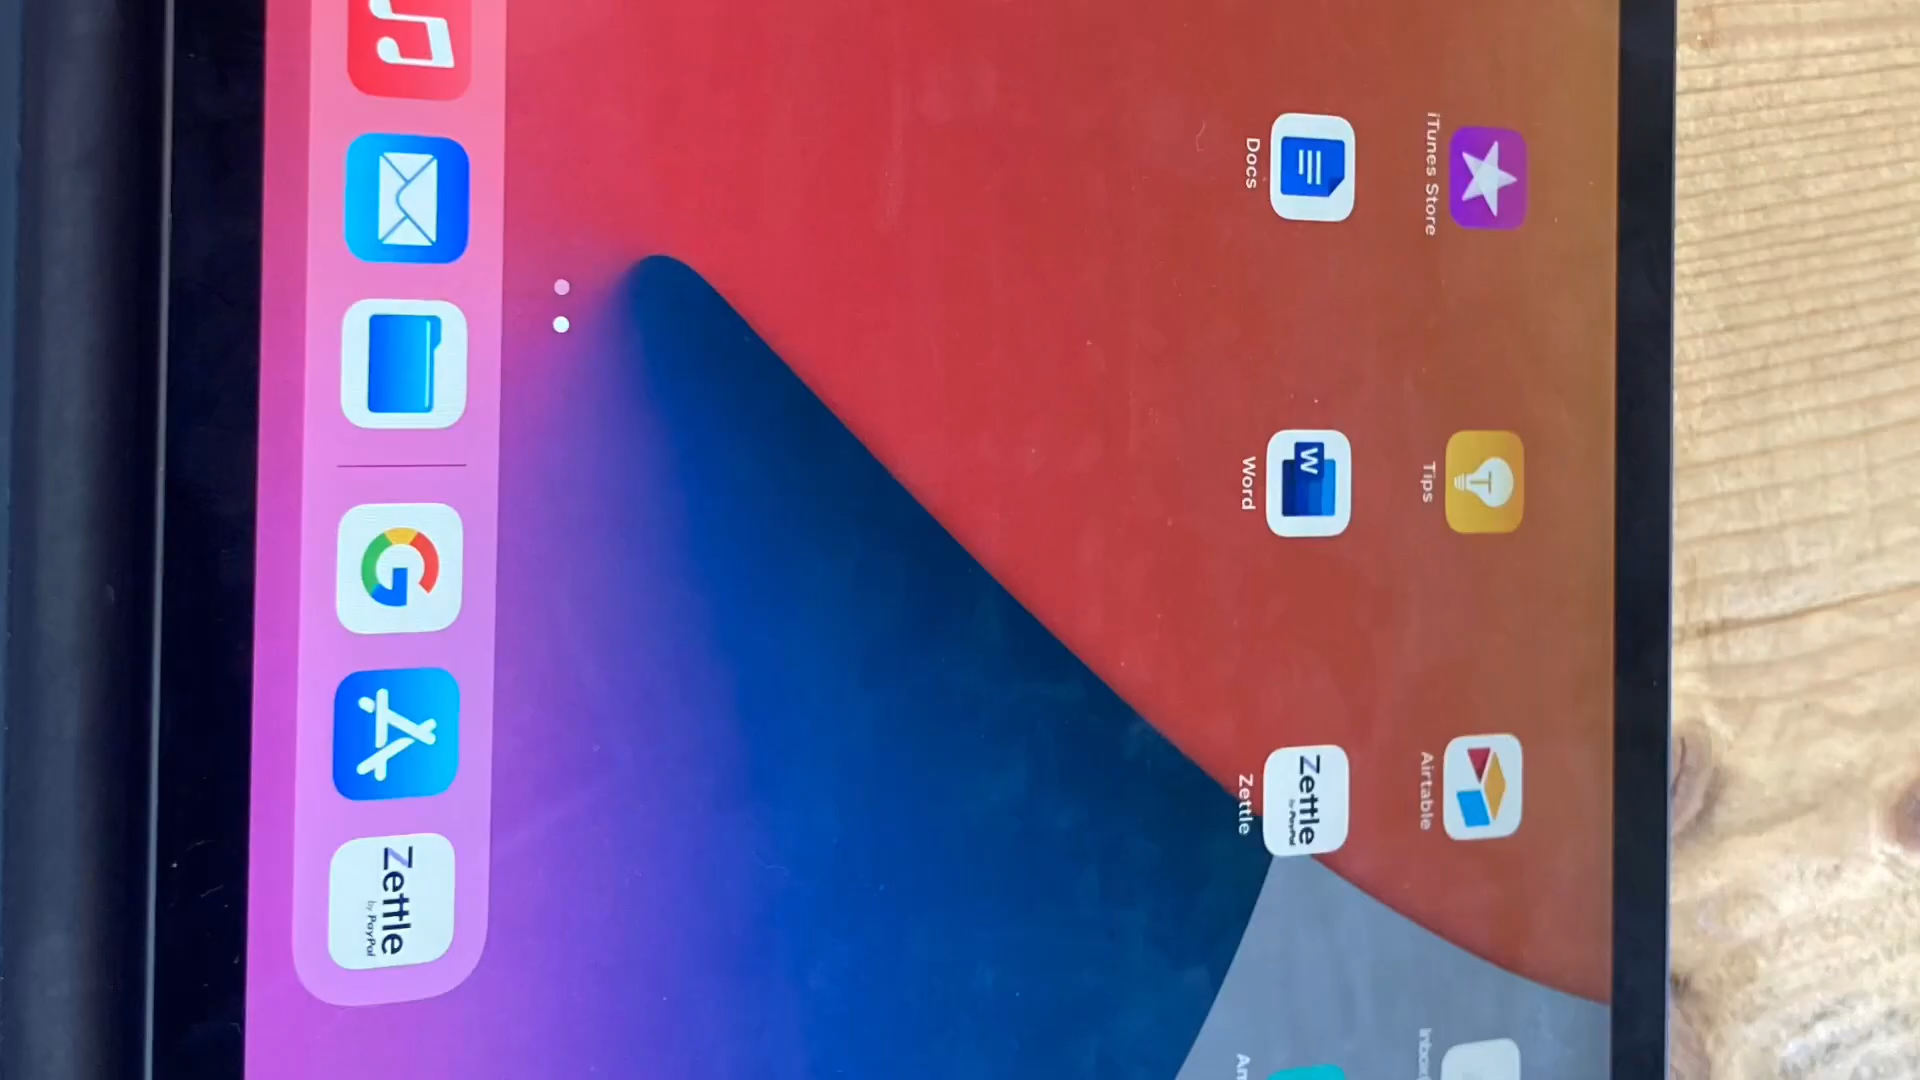 iTunes Store
Tips
Airtable
Docs
W
Word
Zettle
by PayPal
Zettle
G
Zettle
by PayPal